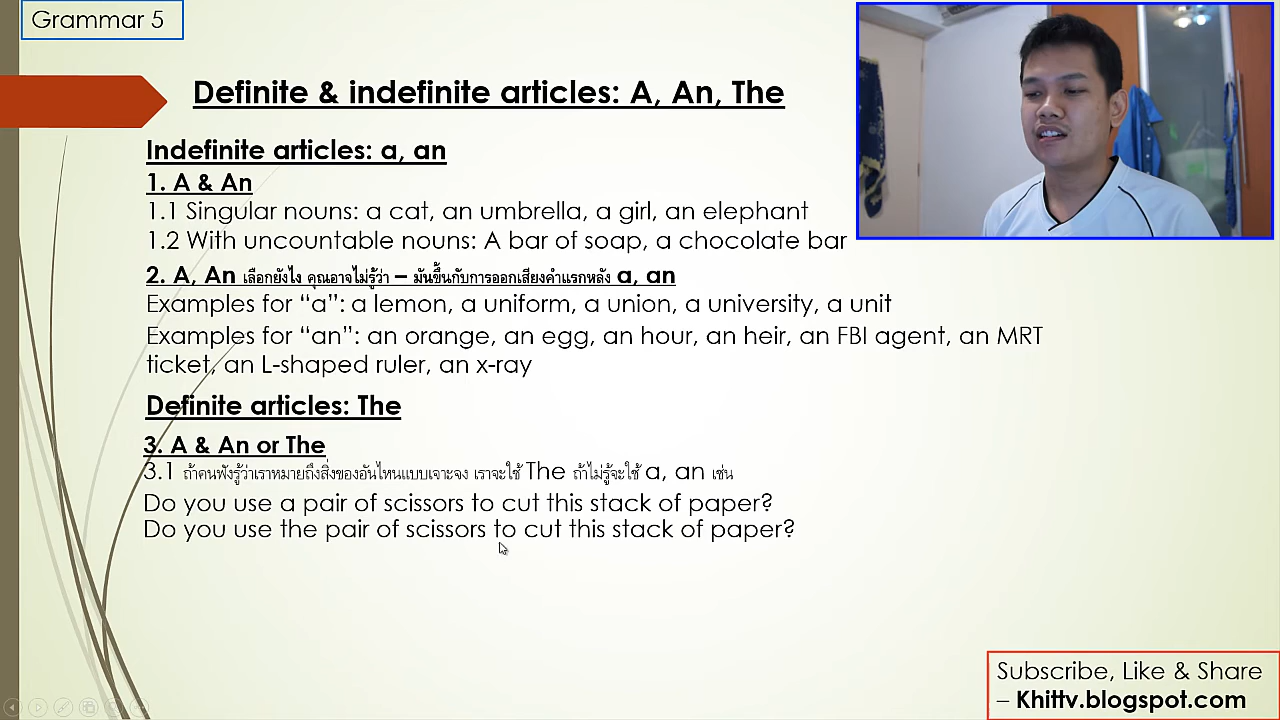 Grammar 5
Definite & indefinite articles: A, An, The
Indefinite articles: a, an
1. A & An
1.1 Singular nouns: a cat, an umbrella, a girl, an elephant
1.2 With uncountable nouns: A bar of soap, a chocolate bar
2. A, An เลือกยังไง คุณอาจไม่รู้ว่า – มันขึ้นกับการออกเสียงคำแรกหลัง a, an
Examples for “a”: a lemon, a uniform, a union, a university, a unit
Examples for “an”: an orange, an egg, an hour, an heir, an FBI agent, an MRT
ticket, an L-shaped ruler, an x-ray
Definite articles: The
3. A & An or The
3.1 ถ้าคนฟังรู้ว่าเราหมายถึงสิ่งของอันไหนแบบเจาะจง เราจะใช้ The ถ้าไม่รู้จะใช้ a, an เช่น
Do you use a pair of scissors to cut this stack of paper?
Do you use the pair of scissors to cut this stack of paper?
Subscribe, Like & Share
– Khittv.blogspot.com